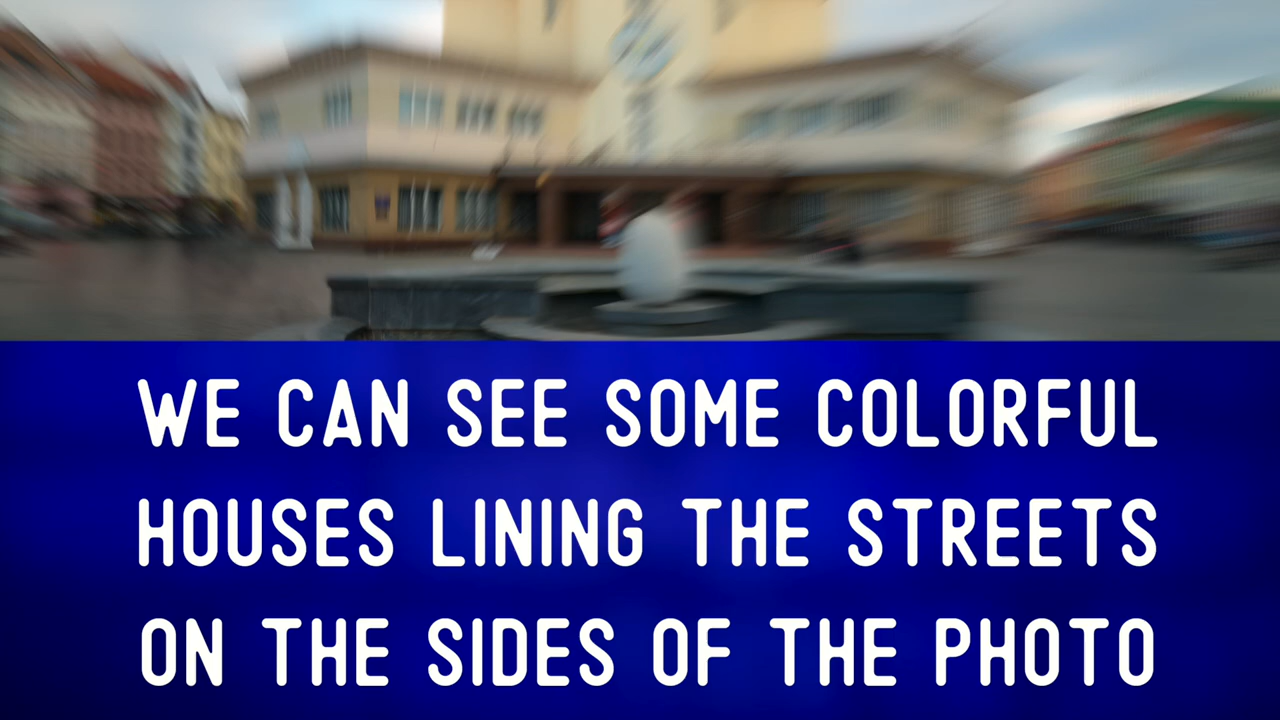 WE CAN SEE SOME COLORFUL
HOUSES LINING THE STREETS
ON THE SIDES OF THE PHOTO